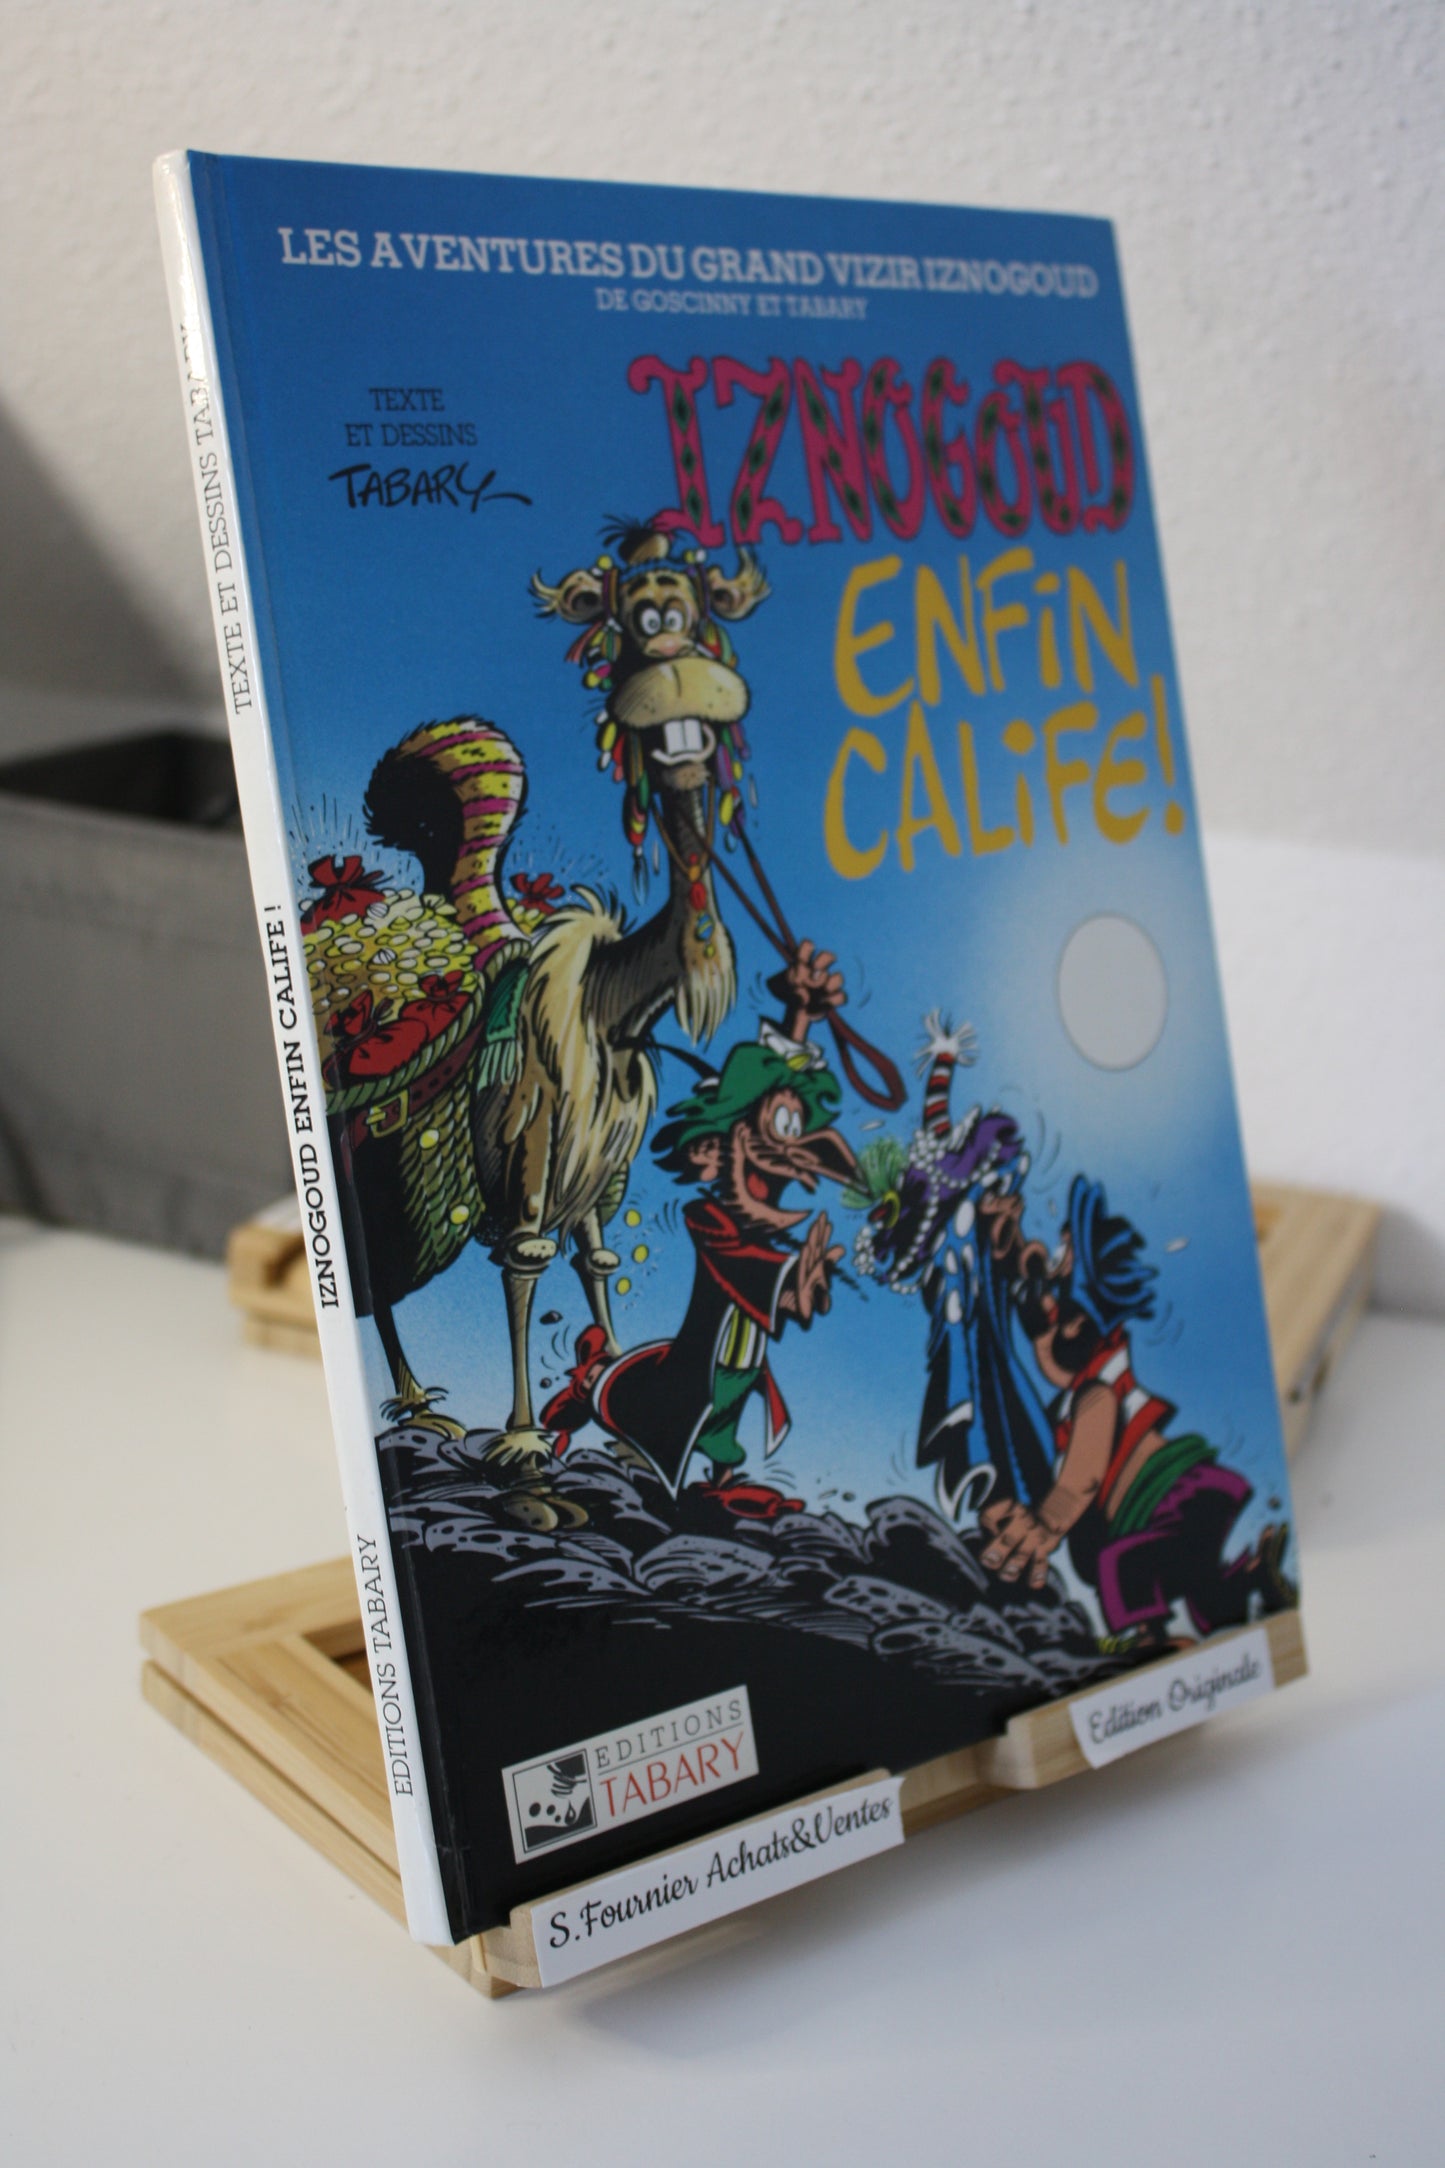 LES AVENTURES DU GRAND VIZIR IZNOGOUD
DE GOSCINNY ET TABARY
TEXTE
ET DESSINS
TABARY
IZNOGOUD
ENFIN
CALIFE!
TEXTE ET DESSINS TABARY
IZNOGOUD ENFIN CALIFE !
EDITIONS TABARY
EDITIONS
TABARY
S.Fournier Achats&Ventes
Edition Originale